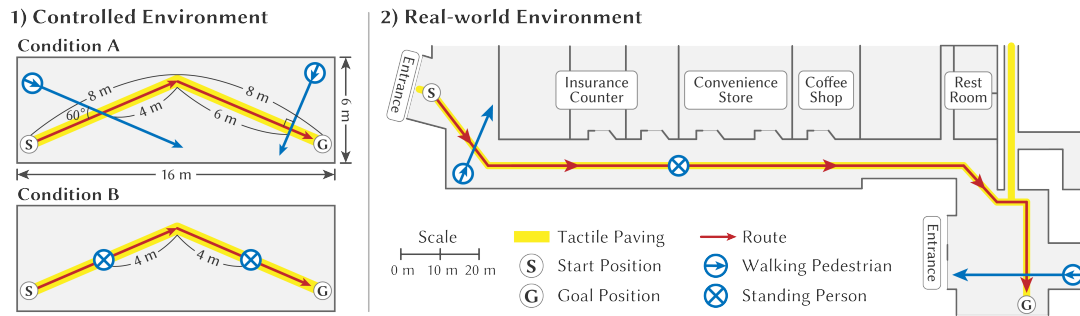 1) Controlled Environment
Condition A
8 m
8 m
60°
4 m
6 m
6 m
S
G
16 m
Condition B
4 m
4 m
S
G
2) Real-world Environment
Entrance
S
Insurance
Counter
Convenience
Store
Coffee
Shop
Rest
Room
Entrance
G
Scale
0 m 10 m 20 m
Tactile Paving
S Start Position
G Goal Position
Route
Walking Pedestrian
Standing Person